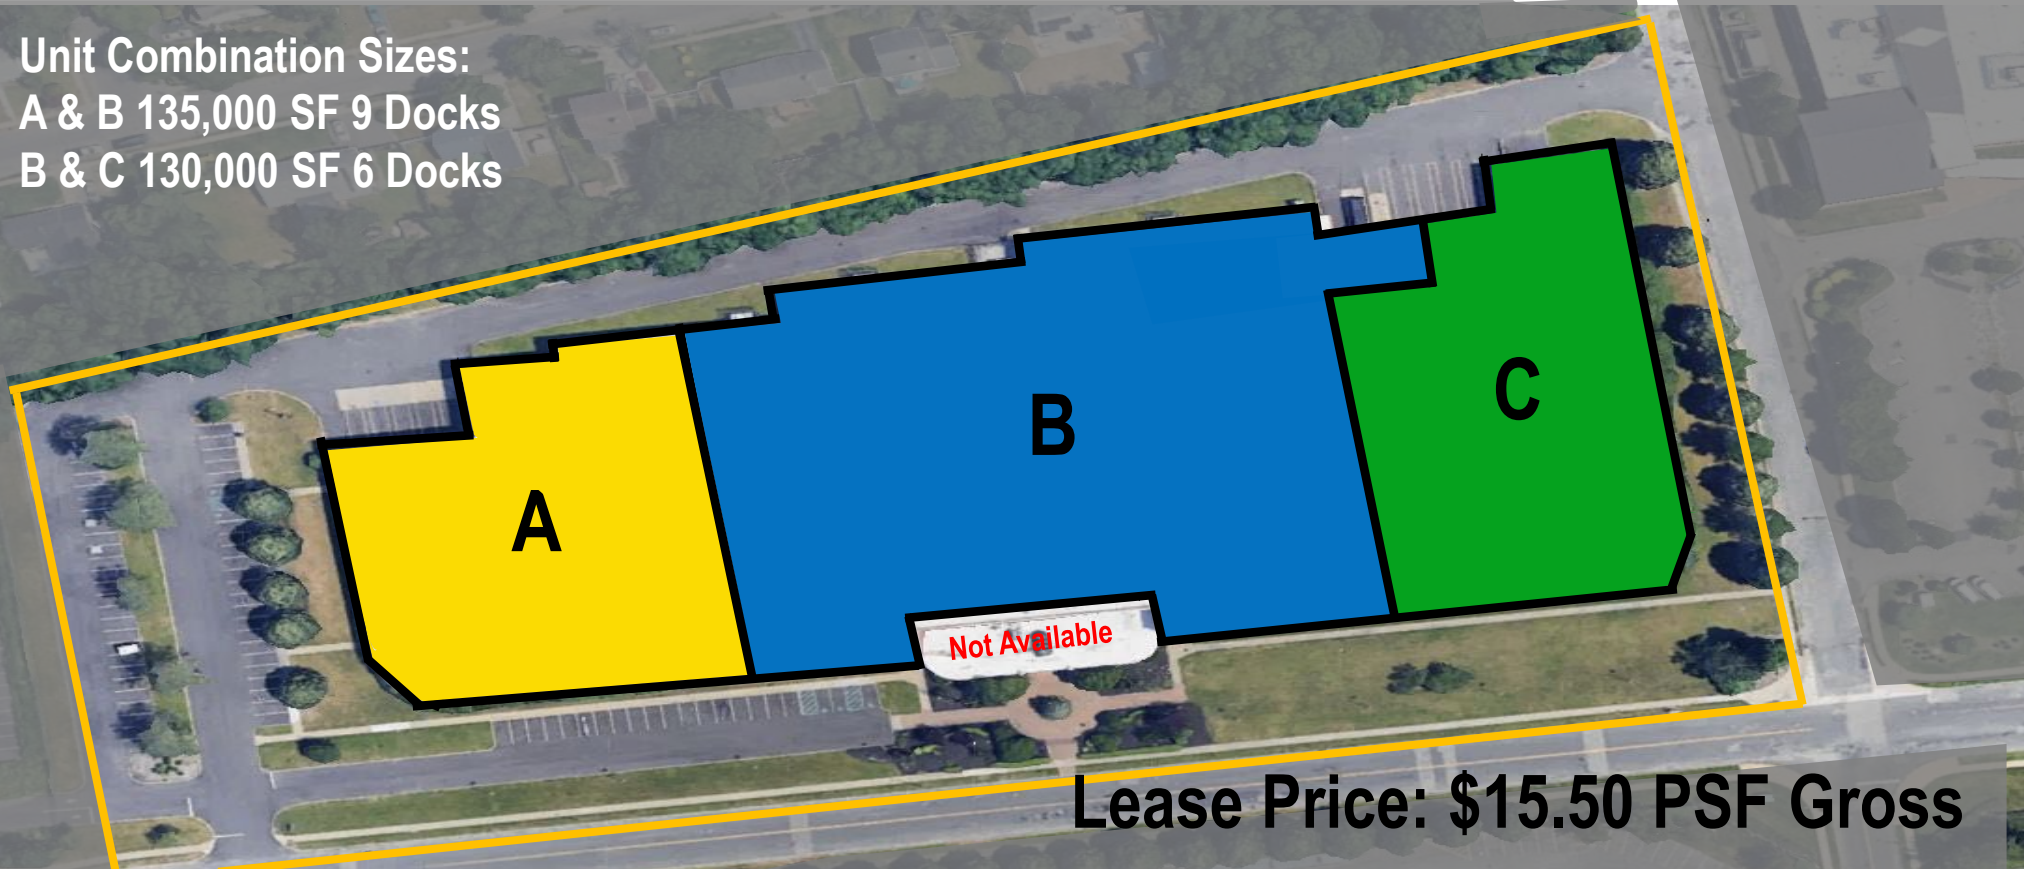 Unit Combination Sizes:
A & B 135,000 SF 9 Docks
B & C 130,000 SF 6 Docks
A
B
C
Not Available
Lease Price: $15.50 PSF Gross